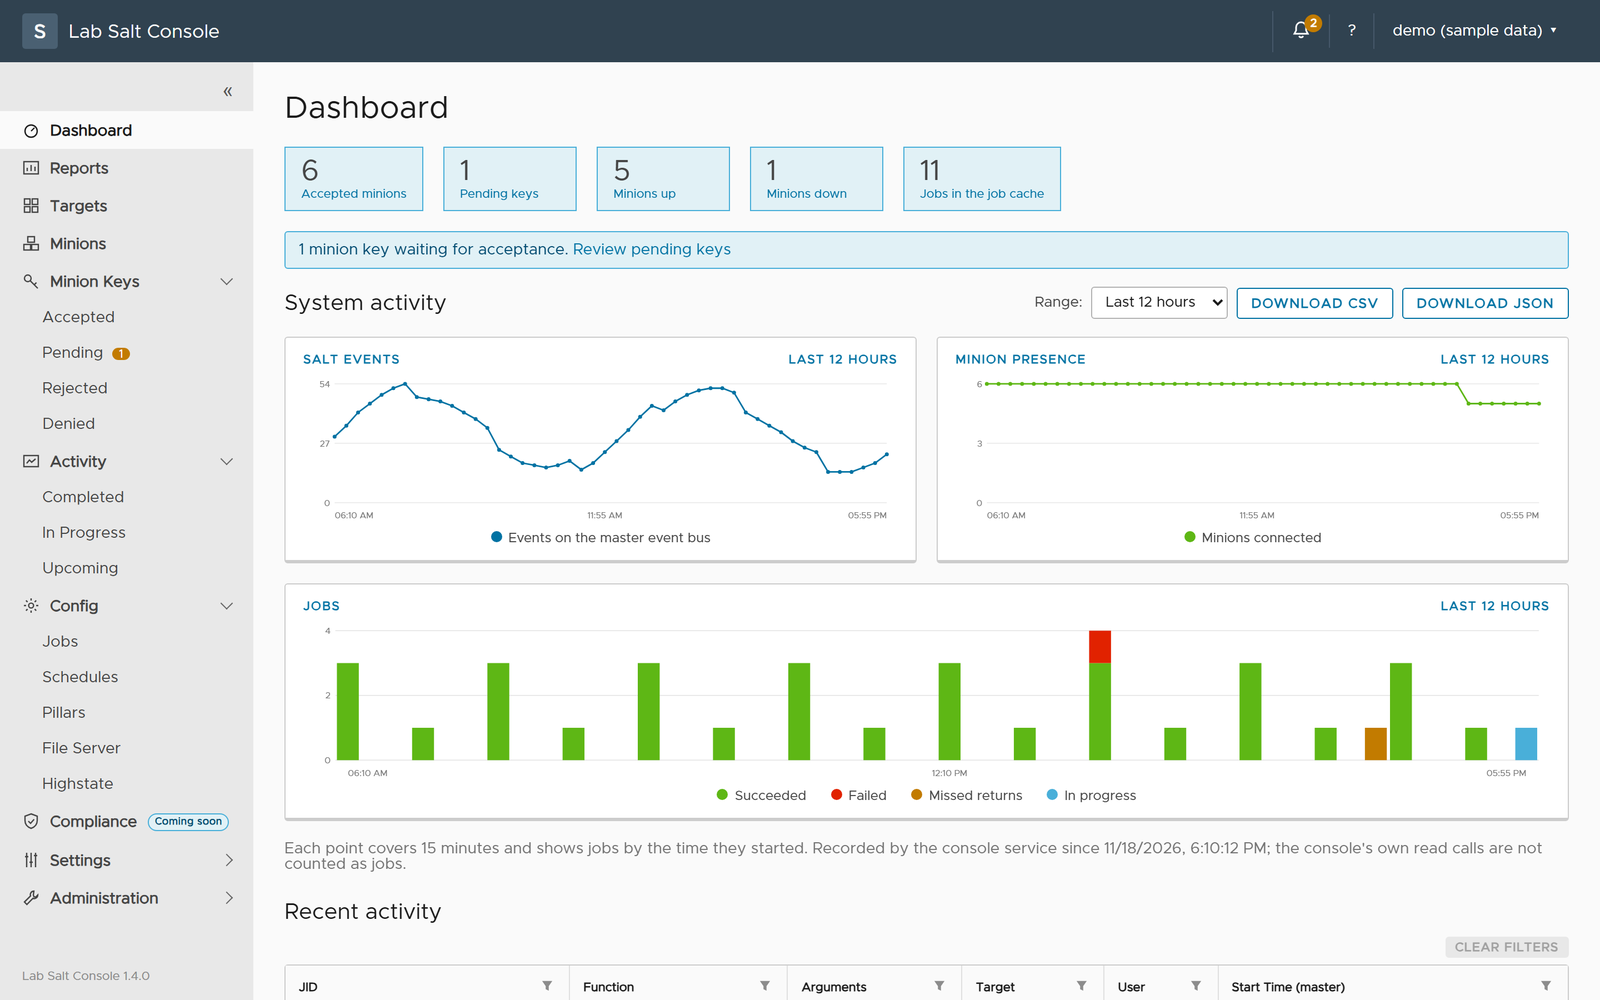 S Lab Salt Console
2 ? demo (sample data)
«
Dashboard
Reports
Targets
Minions
Minion Keys
Accepted
Pending 1
Rejected
Denied
Activity
Completed
In Progress
Upcoming
Config
Jobs
Schedules
Pillars
File Server
Highstate
Compliance Coming soon
Settings
Administration
Lab Salt Console 1.4.0
Dashboard
6
Accepted minions
1
Pending keys
5
Minions up
1
Minions down
11
Jobs in the job cache
1 minion key waiting for acceptance. Review pending keys
System activity
Range: Last 12 hours DOWNLOAD CSV DOWNLOAD JSON
SALT EVENTS LAST 12 HOURS
54
27
0
06:10 AM 11:55 AM 05:55 PM
Events on the master event bus
MINION PRESENCE LAST 12 HOURS
6
3
0
06:10 AM 11:55 AM 05:55 PM
Minions connected
JOBS LAST 12 HOURS
4
2
0
06:10 AM 12:10 PM 05:55 PM
Succeeded Failed Missed returns In progress
Each point covers 15 minutes and shows jobs by the time they started. Recorded by the console service since 11/18/2026, 6:10:12 PM; the console's own read calls are not
counted as jobs.
Recent activity
CLEAR FILTERS
JID Function Arguments Target User Start Time (master)